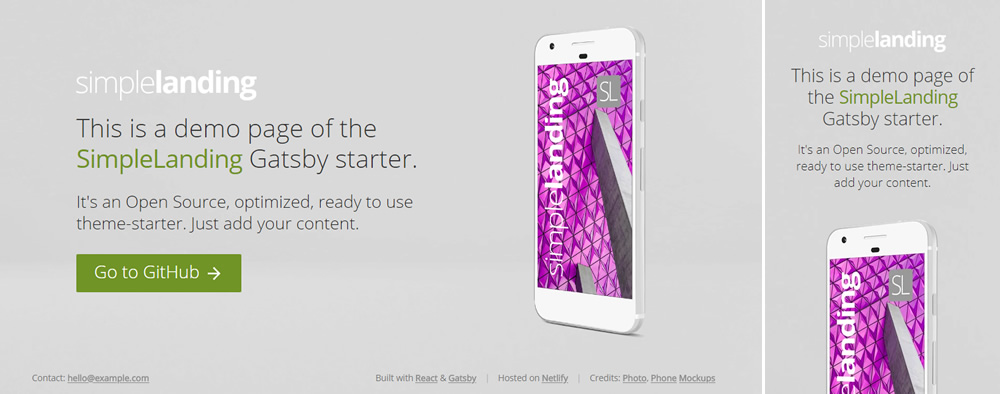 simplelanding
This is a demo page of the
SimpleLanding Gatsby starter.
It's an Open Source, optimized, ready to use
theme-starter. Just add your content.
Go to GitHub →
simplelanding
SL
Contact: hello@example.com
Built with React & Gatsby | Hosted on Netlify | Credits: Photo, Phone Mockups
simplelanding
This is a demo page of
the SimpleLanding
Gatsby starter.
It's an Open Source, optimized,
ready to use theme-starter. Just
add your content.
landing
SL